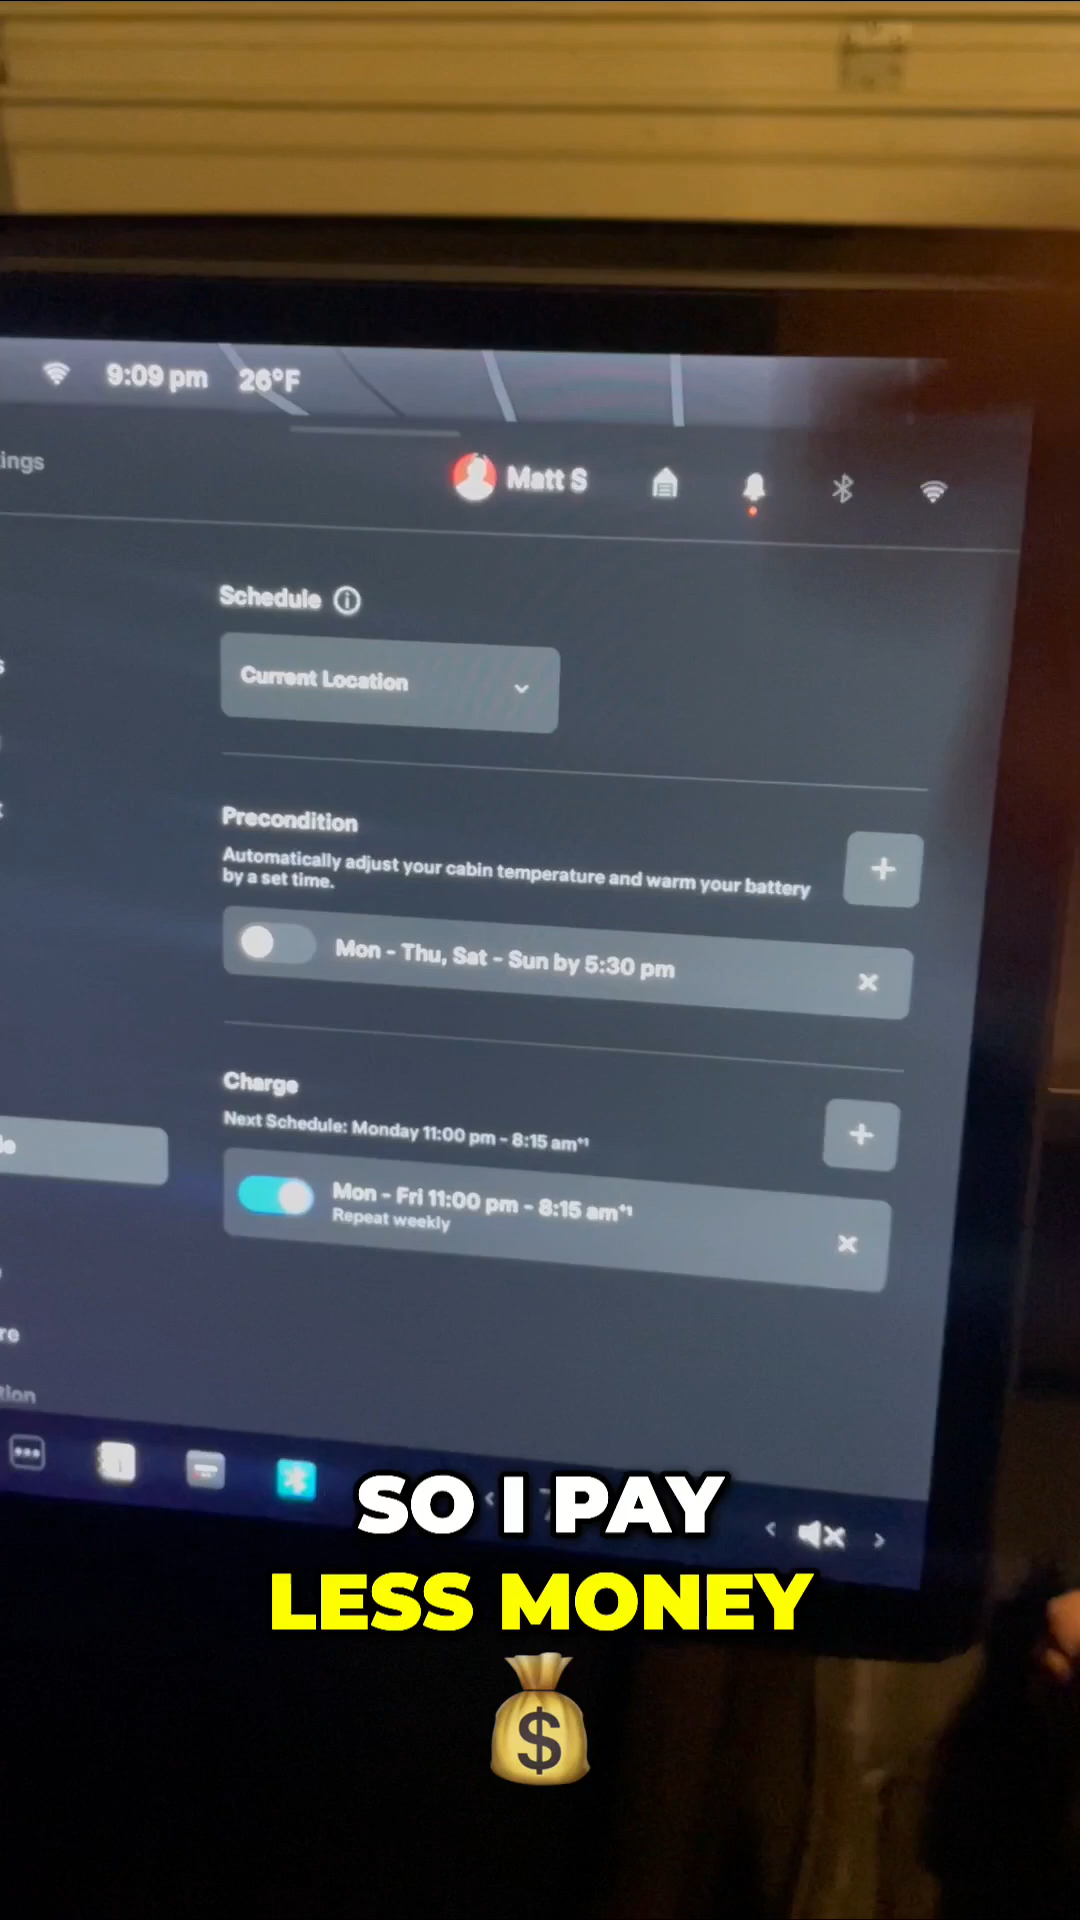 9:09 pm 26°F
ings
Matt S
Schedule
Current Location
Precondition
Automatically adjust your cabin temperature and warm your battery
by a set time.
Mon - Thu, Sat - Sun by 5:30 pm
Charge
Next Schedule: Monday 11:00 pm - 8:15 am⁺¹
Mon - Fri 11:00 pm - 8:15 am⁺¹
Repeat weekly
re
tion
SO I PAY
LESS MONEY
$